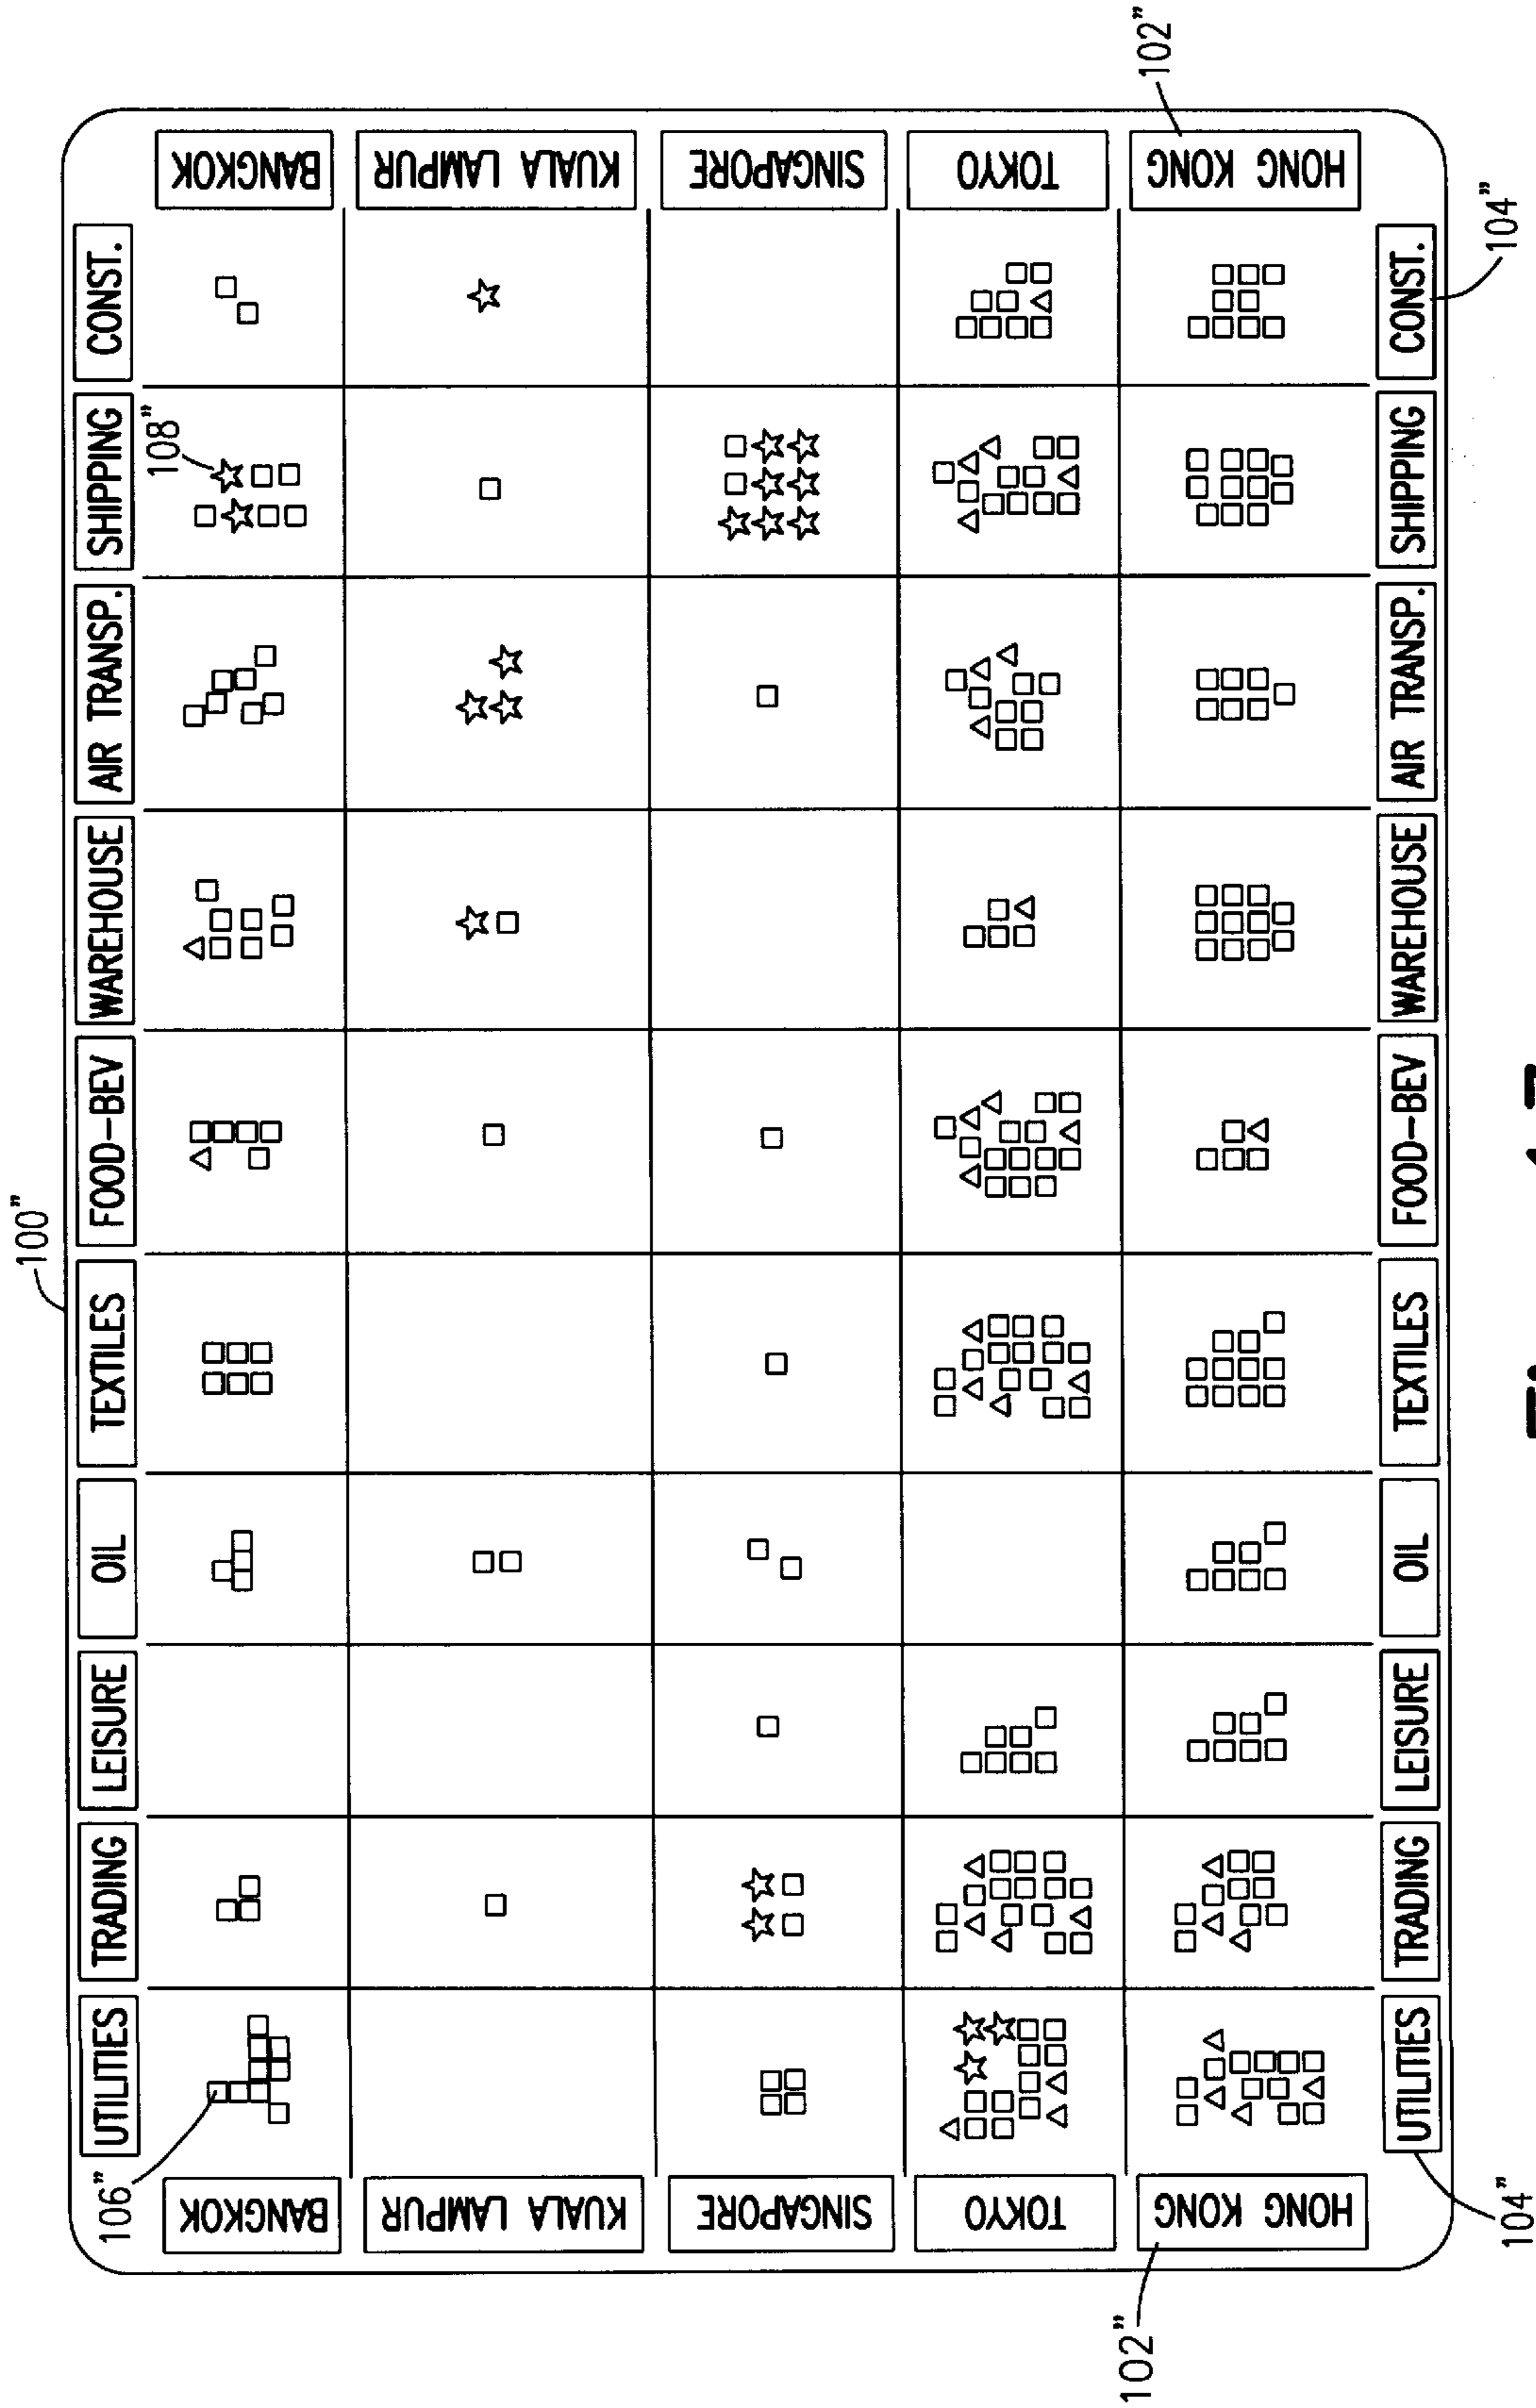 100"
UTILITIES TRADING LEISURE OIL TEXTILES FOOD-BEV WAREHOUSE AIR TRANSP. SHIPPING CONST.
106" 108"
BANGKOK BANGKOK
KUALA LAMPUR KUALA LAMPUR
SINGAPORE SINGAPORE
TOKYO TOKYO
HONG KONG HONG KONG
102" 102"
UTILITIES TRADING LEISURE OIL TEXTILES FOOD-BEV WAREHOUSE AIR TRANSP. SHIPPING CONST.
104" 104"